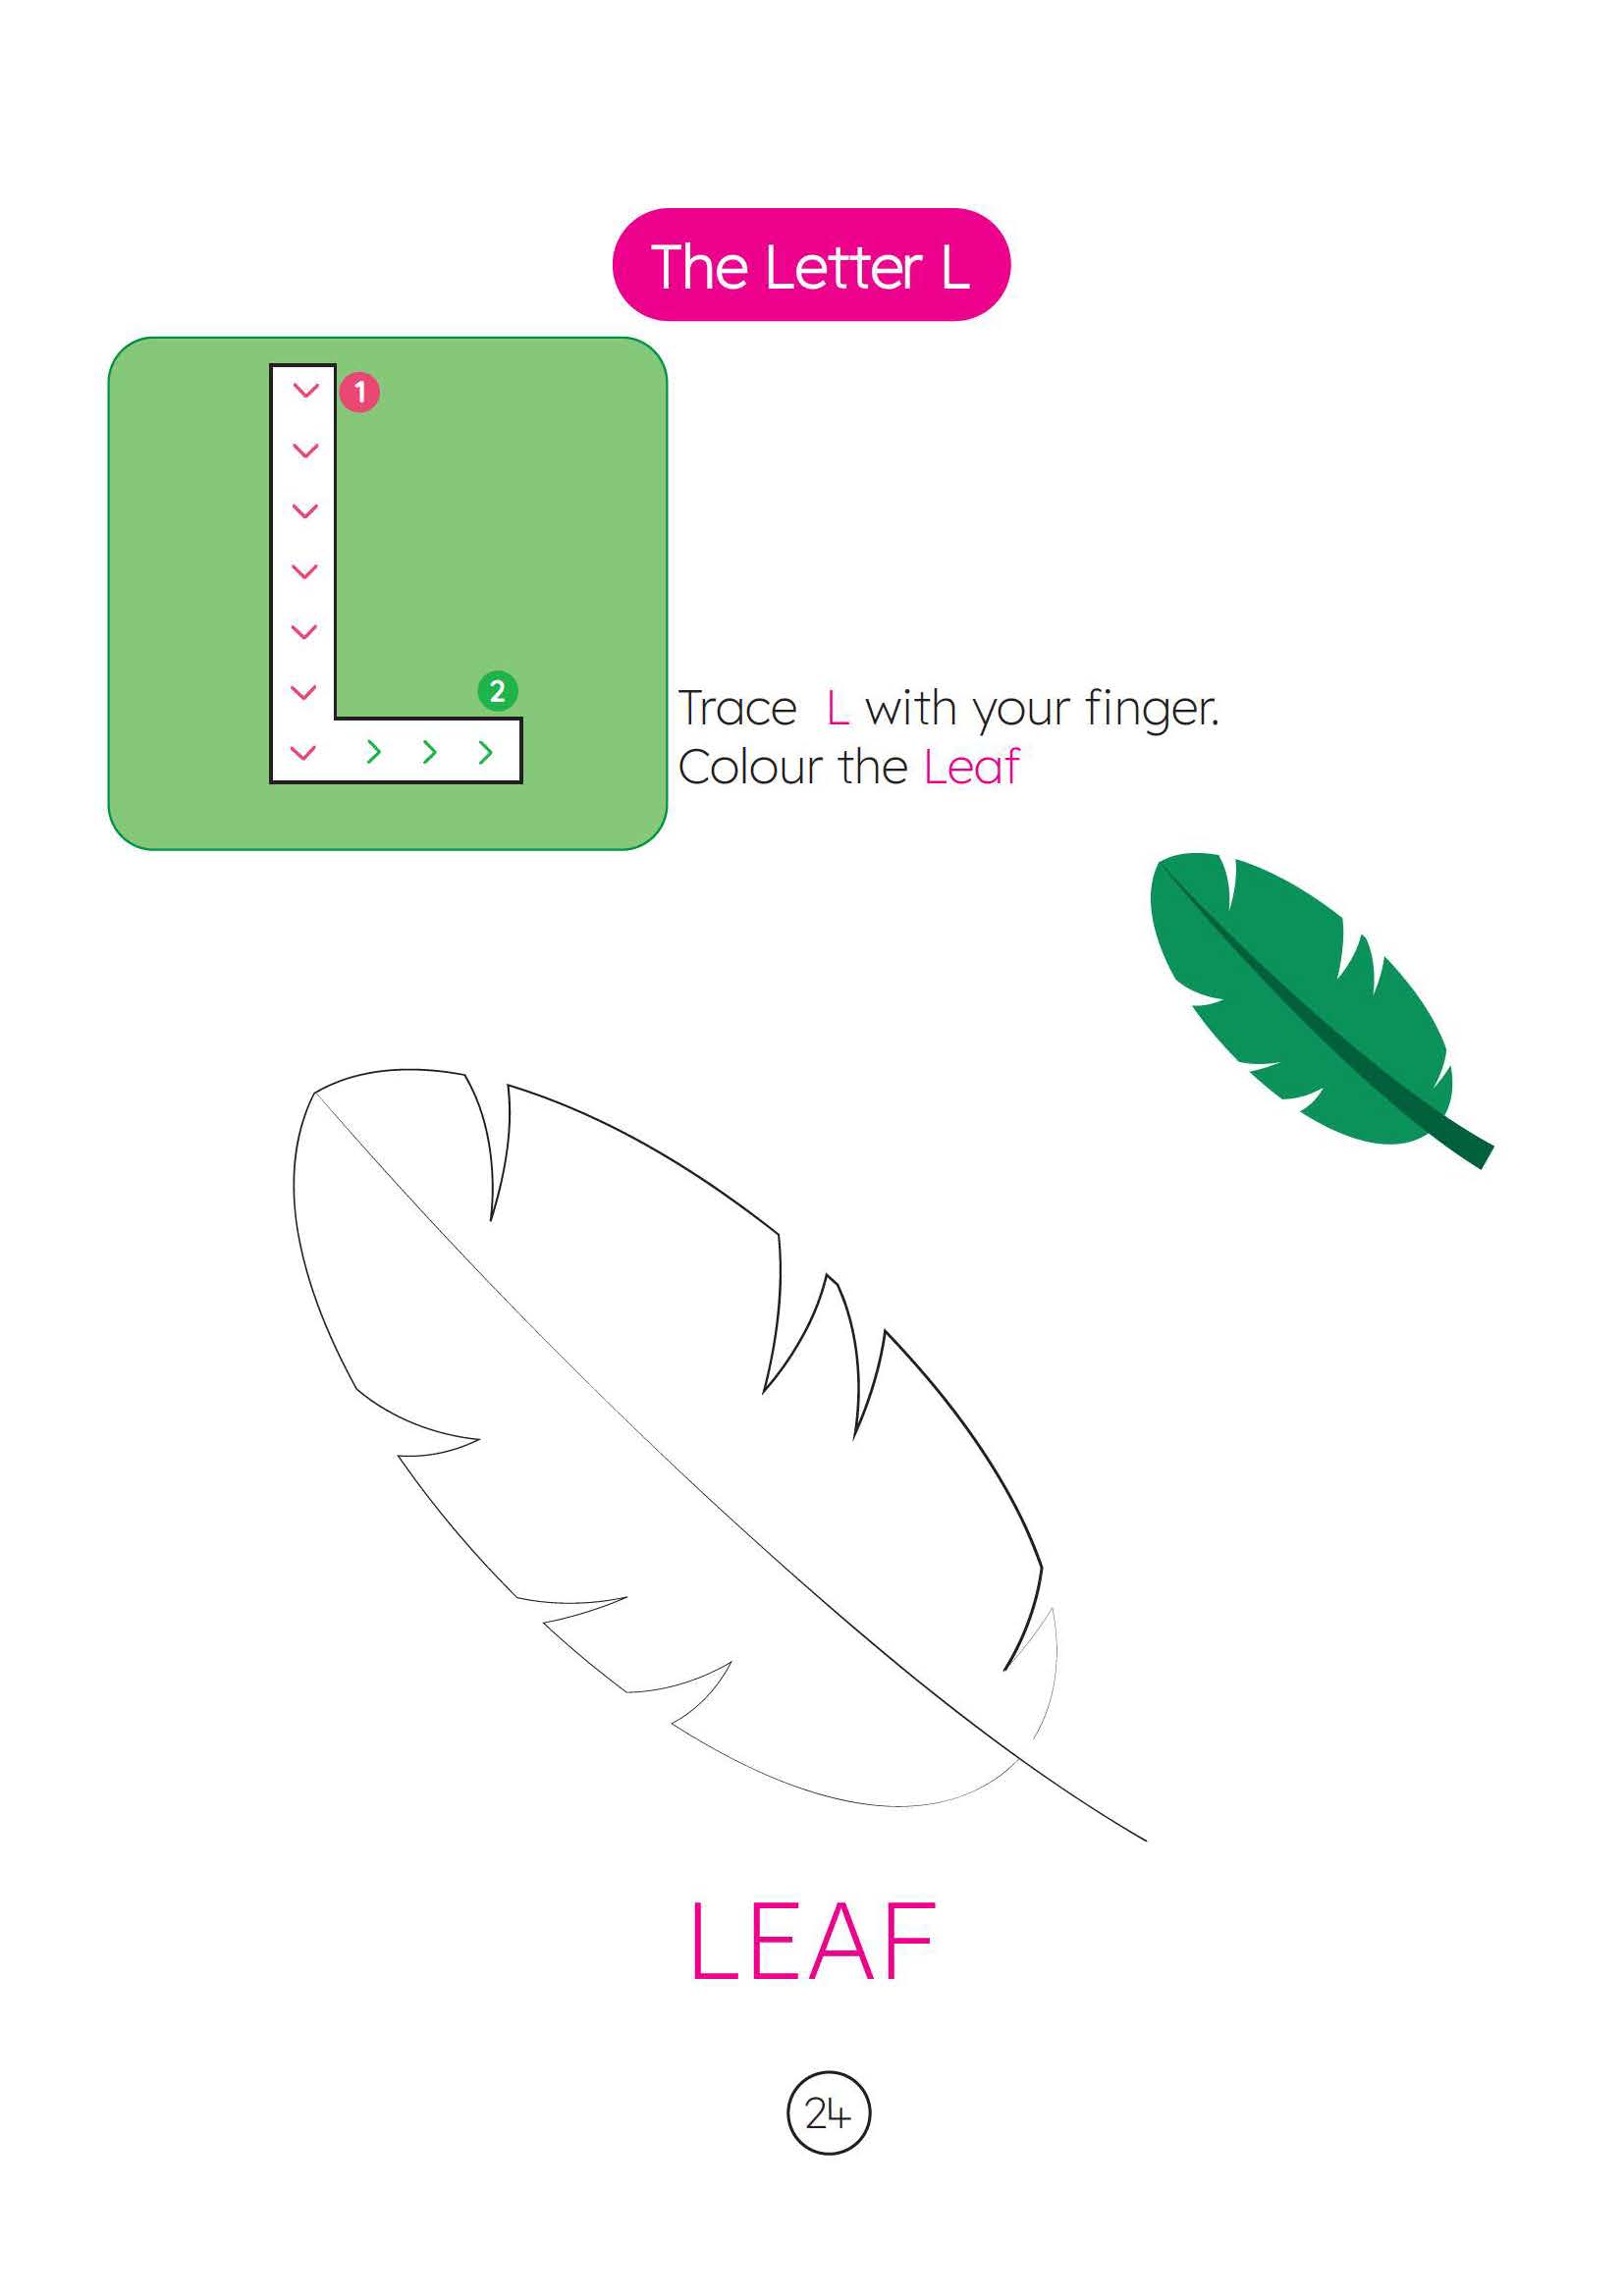 The Letter L
1
2
Trace L with your finger.
Colour the Leaf
LEAF
24